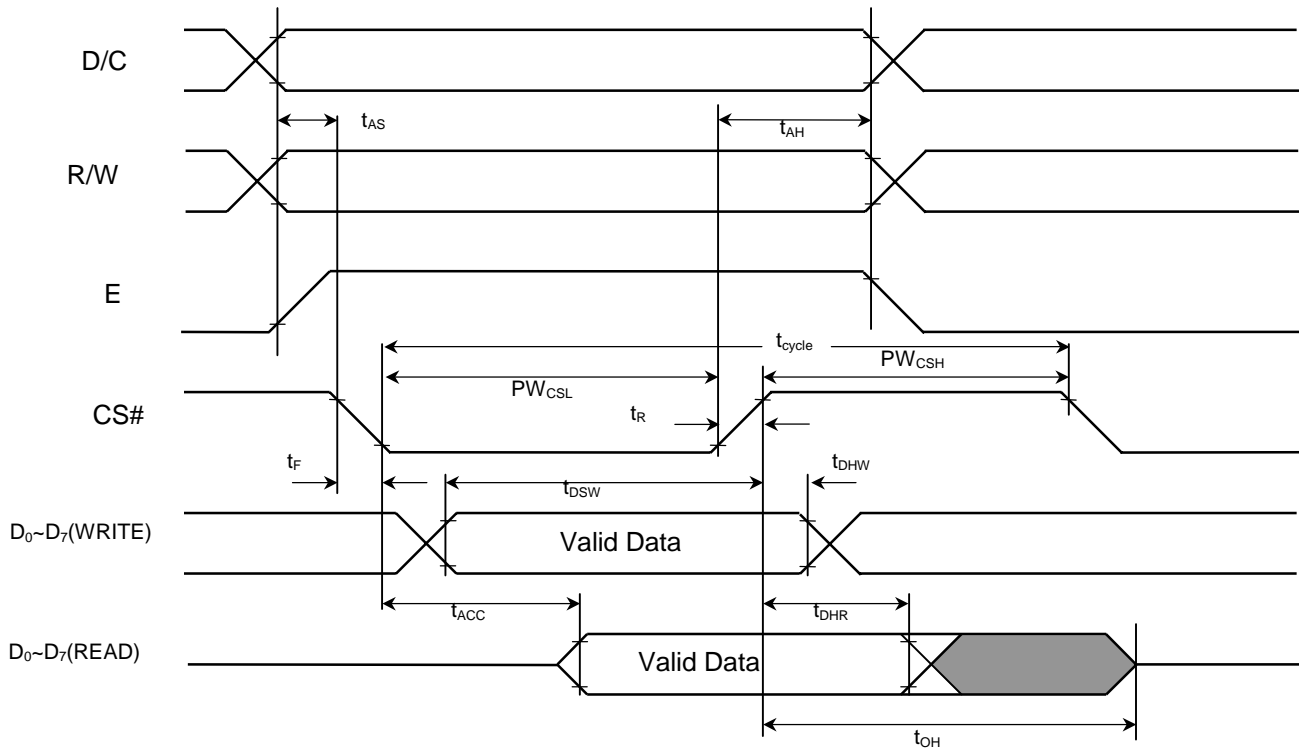 D/C
tAS
tAH
R/W
E
tcycle
PWCSH
PWCSL
CS#
tR
tF
tDHW
tDSW
D0~D7(WRITE)
Valid Data
tACC
tDHR
D0~D7(READ)
Valid Data
tOH